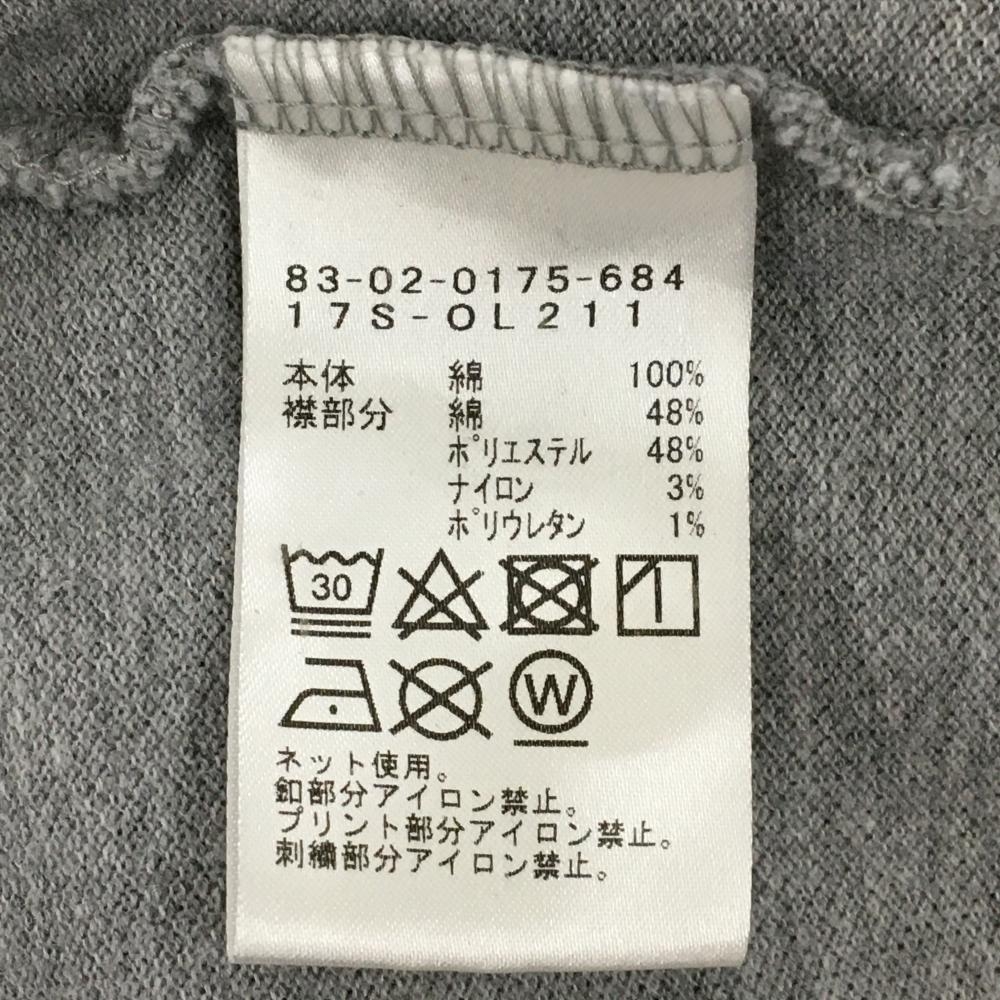 83-02-0175-684
17S-OL211
本体 綿 100%
襟部分 綿 48%
ポリエステル 48%
ナイロン 3%
ポリウレタン 1%
30
W
ネット使用。
釦部分アイロン禁止。
プリント部分アイロン禁止。
刺繍部分アイロン禁止。